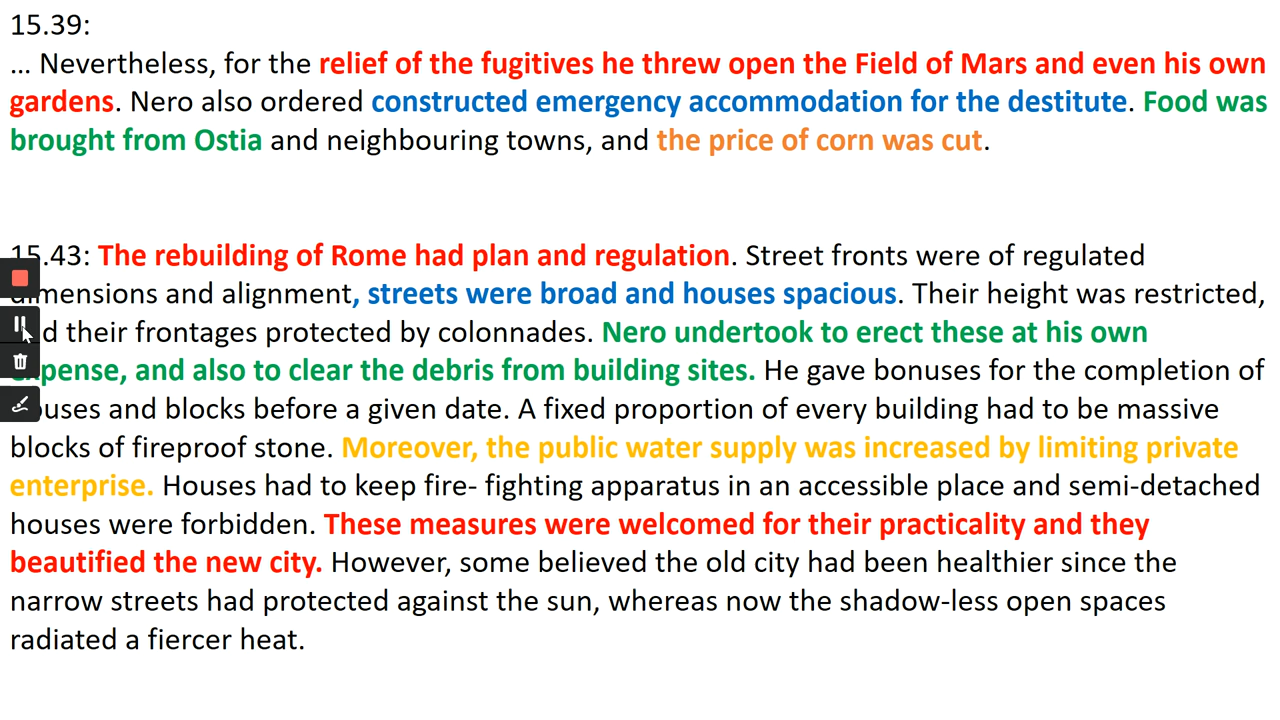 15.39:
... Nevertheless, for the relief of the fugitives he threw open the Field of Mars and even his own
gardens. Nero also ordered constructed emergency accommodation for the destitute. Food was
brought from Ostia and neighbouring towns, and the price of corn was cut.
15.43: The rebuilding of Rome had plan and regulation. Street fronts were of regulated
dimensions and alignment, streets were broad and houses spacious. Their height was restricted,
their frontages protected by colonnades. Nero undertook to erect these at his own
expense, and also to clear the debris from building sites. He gave bonuses for the completion of
houses and blocks before a given date. A fixed proportion of every building had to be massive
blocks of fireproof stone. Moreover, the public water supply was increased by limiting private
enterprise. Houses had to keep fire- fighting apparatus in an accessible place and semi-detached
houses were forbidden. These measures were welcomed for their practicality and they
beautified the new city. However, some believed the old city had been healthier since the
narrow streets had protected against the sun, whereas now the shadow-less open spaces
radiated a fiercer heat.